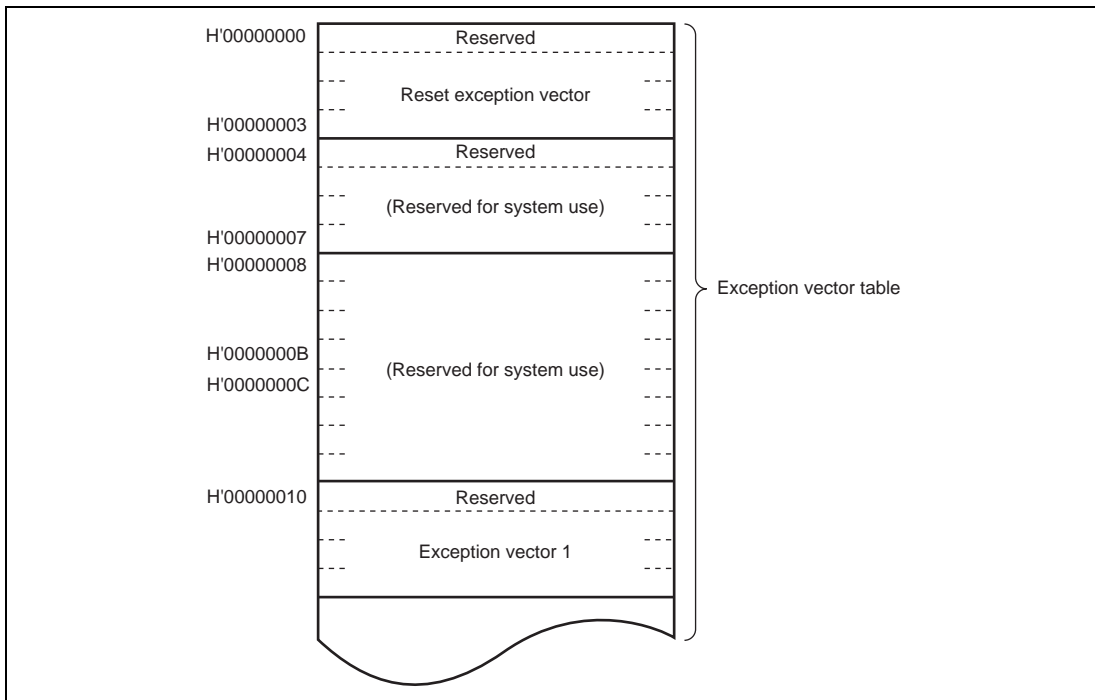 H'00000000 Reserved
Reset exception vector
H'00000003
H'00000004 Reserved
(Reserved for system use)
H'00000007
H'00000008
Exception vector table
H'0000000B
(Reserved for system use)
H'0000000C
H'00000010 Reserved
Exception vector 1